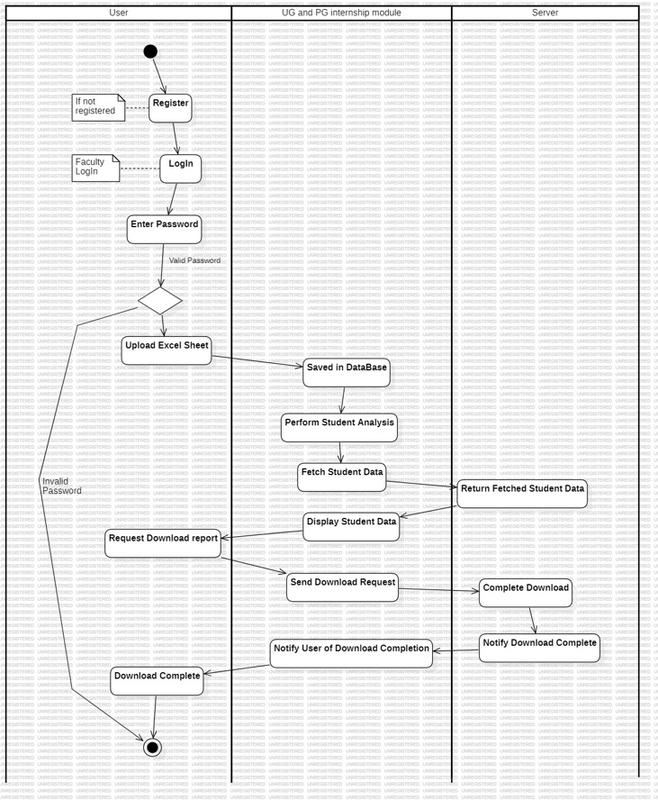 User
UG and PG internship module
Server
If not
registered
Register
Faculty
LogIn
LogIn
Enter Password
Valid Password
Upload Excel Sheet
Saved in DataBase
Perform Student Analysis
Fetch Student Data
Invalid
Password
Return Fetched Student Data
Display Student Data
Request Download report
Send Download Request
Complete Download
Notify Download Complete
Notify User of Download Completion
Download Complete